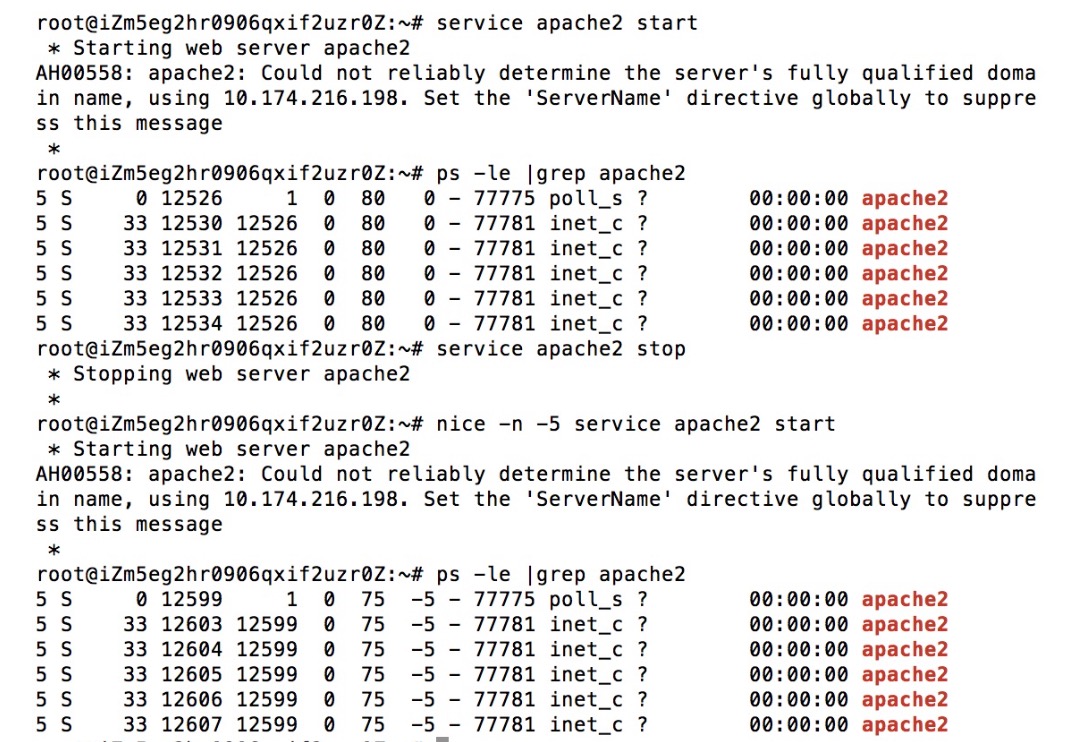 root@iZm5eg2hr0906qxif2uzr0Z:~# service apache2 start
 * Starting web server apache2
AH00558: apache2: Could not reliably determine the server's fully qualified doma
in name, using 10.174.216.198. Set the 'ServerName' directive globally to suppre
ss this message
 *
root@iZm5eg2hr0906qxif2uzr0Z:~# ps -le |grep apache2
5 S     0 12526     1  0  80   0 - 77775 poll_s ?        00:00:00 apache2
5 S    33 12530 12526  0  80   0 - 77781 inet_c ?        00:00:00 apache2
5 S    33 12531 12526  0  80   0 - 77781 inet_c ?        00:00:00 apache2
5 S    33 12532 12526  0  80   0 - 77781 inet_c ?        00:00:00 apache2
5 S    33 12533 12526  0  80   0 - 77781 inet_c ?        00:00:00 apache2
5 S    33 12534 12526  0  80   0 - 77781 inet_c ?        00:00:00 apache2
root@iZm5eg2hr0906qxif2uzr0Z:~# service apache2 stop
 * Stopping web server apache2
 *
root@iZm5eg2hr0906qxif2uzr0Z:~# nice -n -5 service apache2 start
 * Starting web server apache2
AH00558: apache2: Could not reliably determine the server's fully qualified doma
in name, using 10.174.216.198. Set the 'ServerName' directive globally to suppre
ss this message
 *
root@iZm5eg2hr0906qxif2uzr0Z:~# ps -le |grep apache2
5 S     0 12599     1  0  75  -5 - 77775 poll_s ?        00:00:00 apache2
5 S    33 12603 12599  0  75  -5 - 77781 inet_c ?        00:00:00 apache2
5 S    33 12604 12599  0  75  -5 - 77781 inet_c ?        00:00:00 apache2
5 S    33 12605 12599  0  75  -5 - 77781 inet_c ?        00:00:00 apache2
5 S    33 12606 12599  0  75  -5 - 77781 inet_c ?        00:00:00 apache2
5 S    33 12607 12599  0  75  -5 - 77781 inet_c ?        00:00:00 apache2